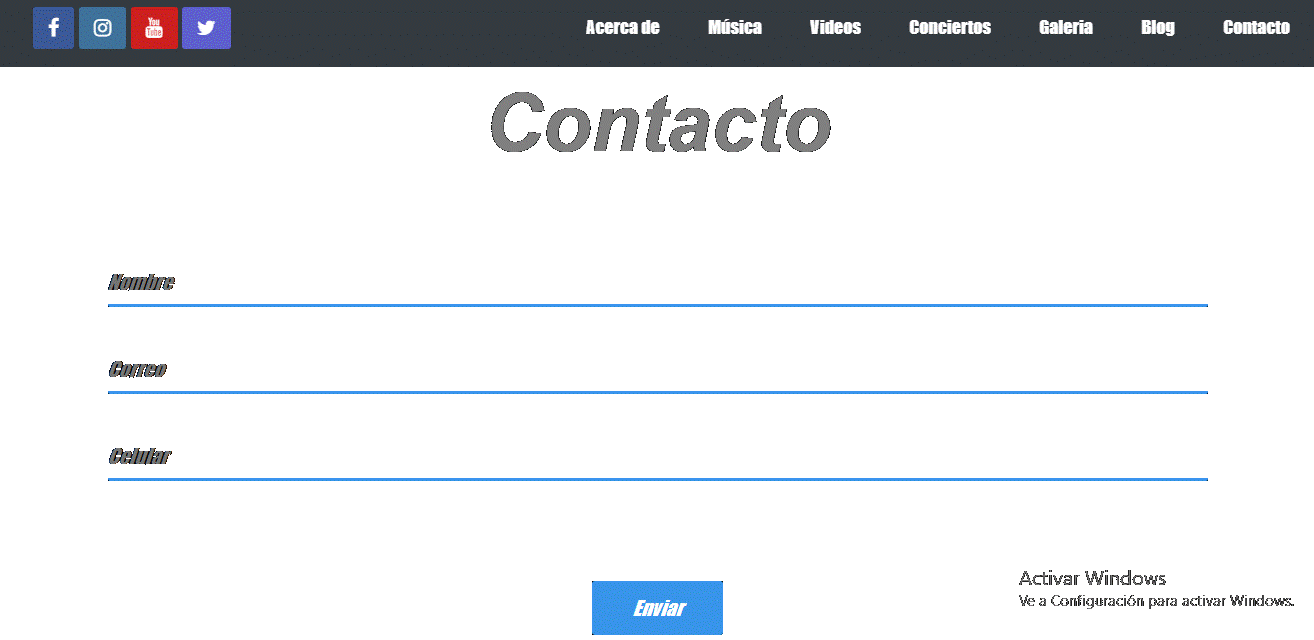 You
Tube
Acerca de Música Videos Conciertos Galeria Blog Contacto
Contacto
Nombre
Correo
Celular
Enviar
Activar Windows
Ve a Configuración para activar Windows.